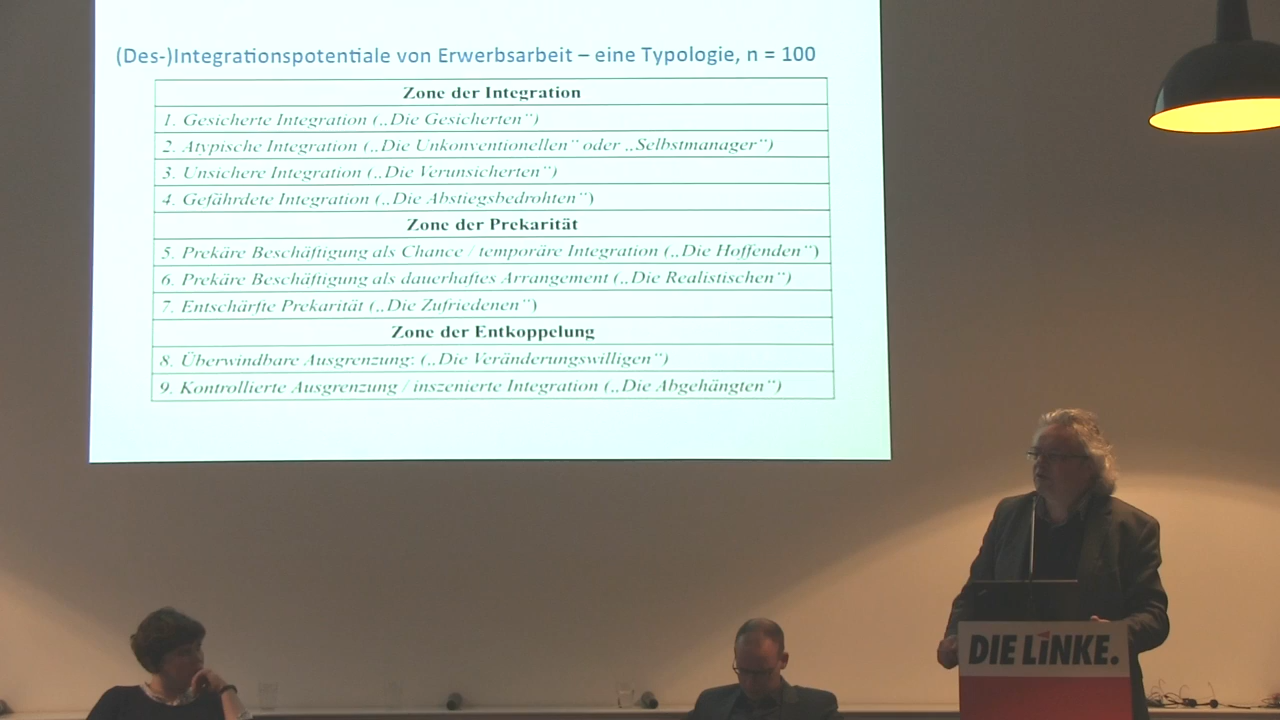 (Des-)Integrationspotentiale von Erwerbsarbeit – eine Typologie, n = 100
Zone der Integration
1. Gesicherte Integration („Die Gesicherten“)
2. Atypische Integration („Die Unkonventionellen“ oder „Selbstmanager“)
3. Unsichere Integration („Die Verunsicherten“)
4. Gefährdete Integration („Die Abstiegsbedrohten“)
Zone der Prekarität
5. Prekäre Beschäftigung als Chance / temporäre Integration („Die Hoffenden“)
6. Prekäre Beschäftigung als dauerhaftes Arrangement („Die Realistischen“)
7. Entschärfte Prekarität („Die Zufriedenen“)
Zone der Entkoppelung
8. Überwindbare Ausgrenzung: („Die Veränderungswilligen“)
9. Kontrollierte Ausgrenzung / inszenierte Integration („Die Abgehängten“)
DIE LINKE.